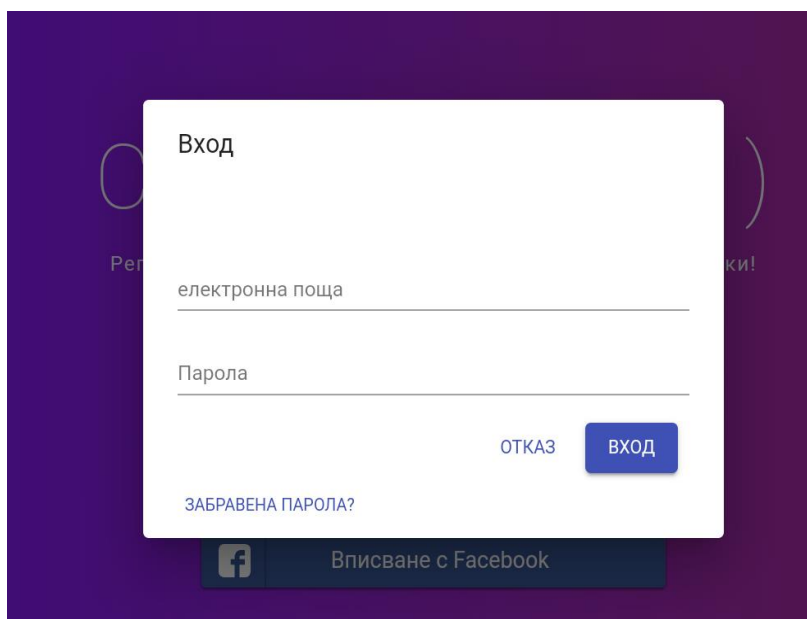 Вход
електронна поща
Парола
ОТКАЗ ВХОД
ЗАБРАВЕНА ПАРОЛА?
Вписване с Facebook